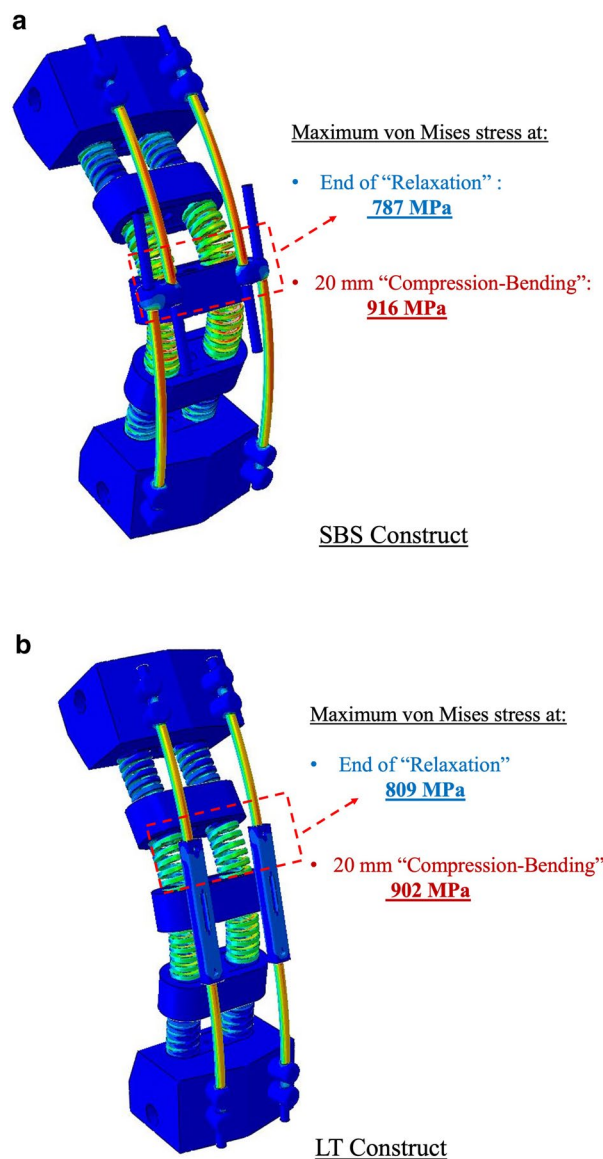 a
Maximum von Mises stress at:
• End of “Relaxation” :
787 MPa
• 20 mm “Compression-Bending”:
916 MPa
SBS Construct
b
Maximum von Mises stress at:
• End of “Relaxation”
809 MPa
• 20 mm “Compression-Bending”
902 MPa
LT Construct